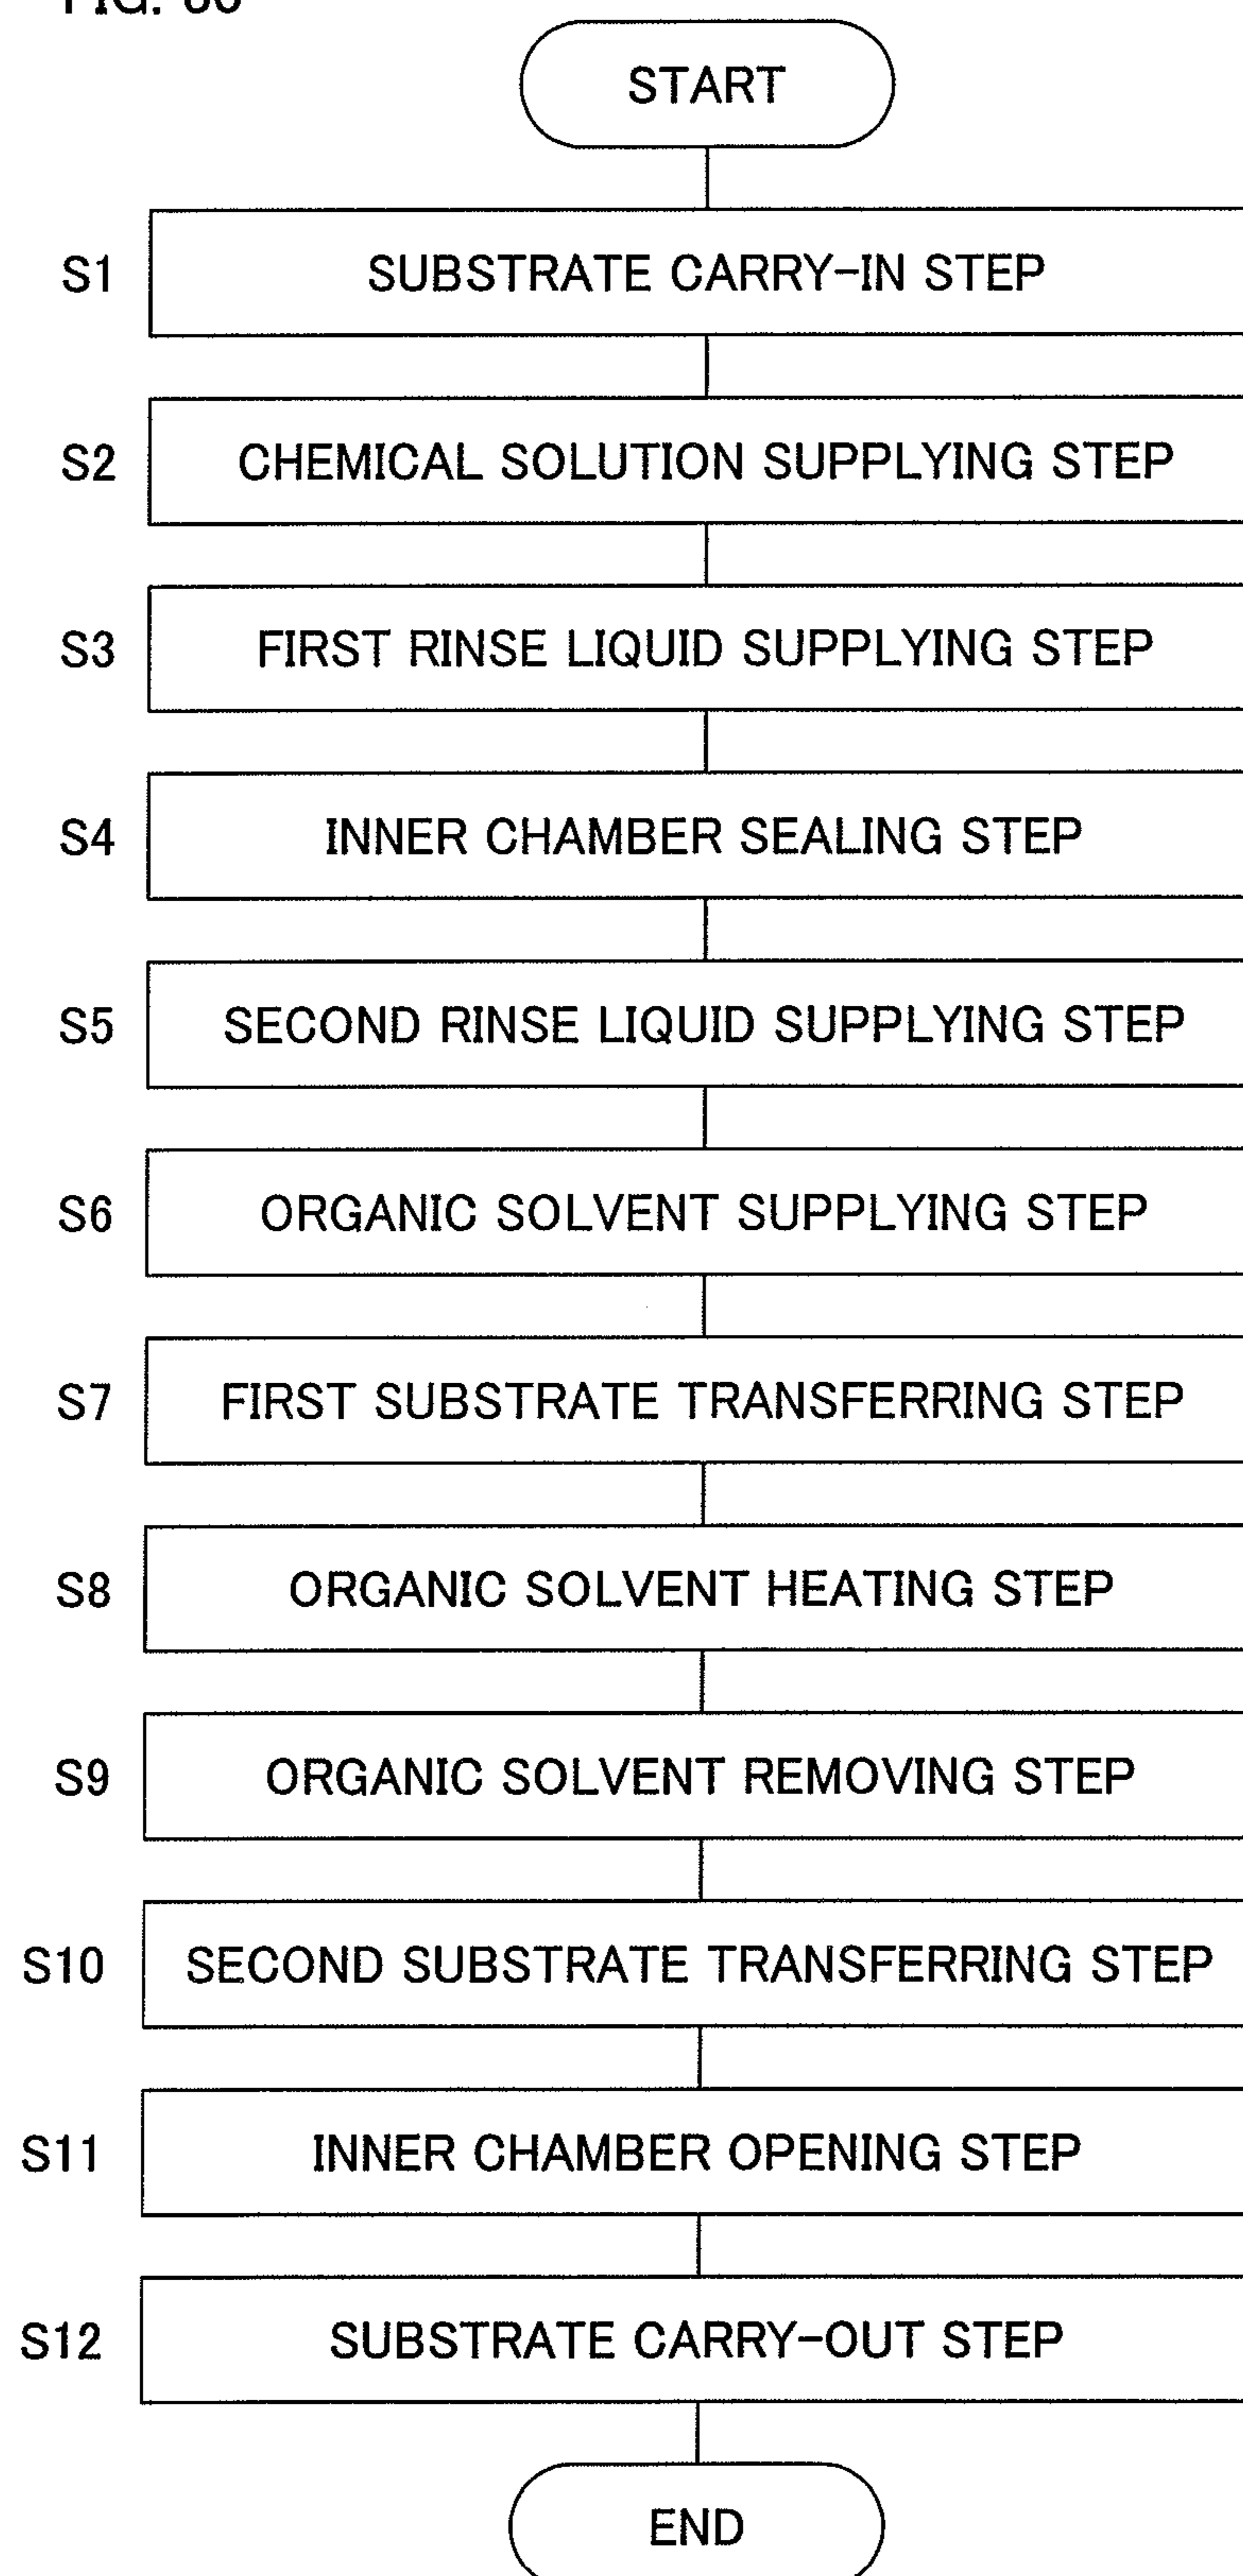 FIG.
START
S1 SUBSTRATE CARRY-IN STEP
S2 CHEMICAL SOLUTION SUPPLYING STEP
S3 FIRST RINSE LIQUID SUPPLYING STEP
S4 INNER CHAMBER SEALING STEP
S5 SECOND RINSE LIQUID SUPPLYING STEP
S6 ORGANIC SOLVENT SUPPLYING STEP
S7 FIRST SUBSTRATE TRANSFERRING STEP
S8 ORGANIC SOLVENT HEATING STEP
S9 ORGANIC SOLVENT REMOVING STEP
S10 SECOND SUBSTRATE TRANSFERRING STEP
S11 INNER CHAMBER OPENING STEP
S12 SUBSTRATE CARRY-OUT STEP
END